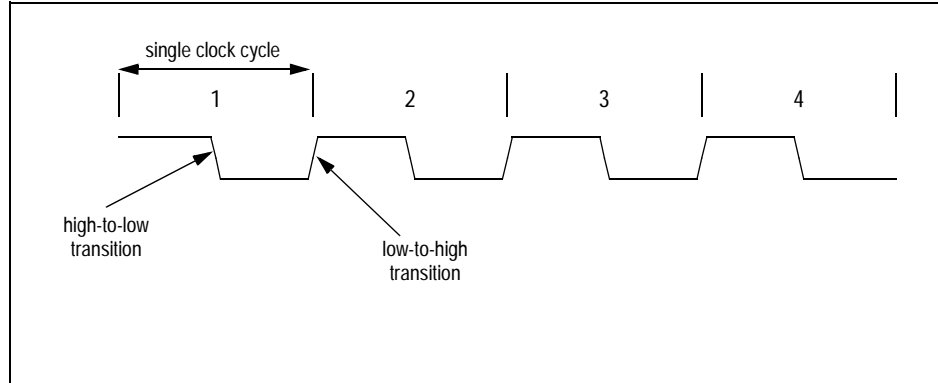 single clock cycle
1 2 3 4
high-to-low
transition
low-to-high
transition